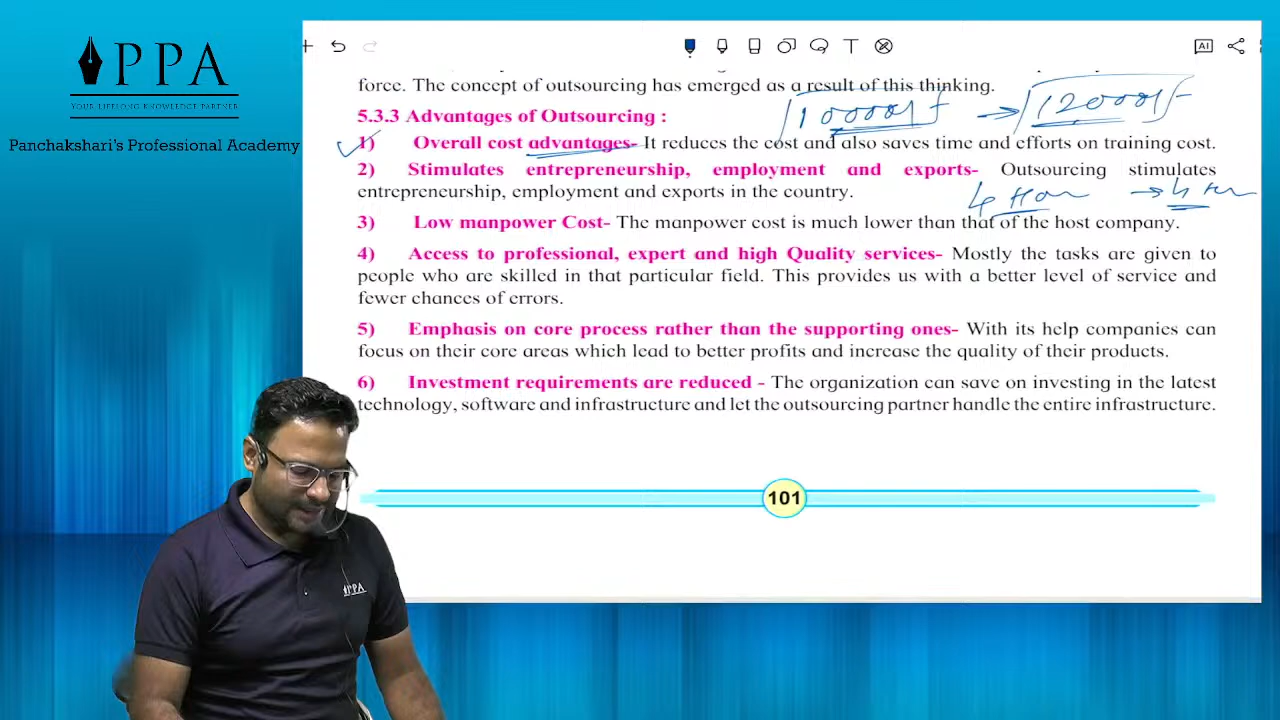 PPA
YOUR LIFELONG KNOWLEDGE PARTNER
Panchakshari's Professional Academy
AI
force. The concept of outsourcing has emerged as a result of this thinking.
5.3.3 Advantages of Outsourcing :
10000/- → 12000/-
1) Overall cost advantages- It reduces the cost and also saves time and efforts on training cost.
2) Stimulates entrepreneurship, employment and exports- Outsourcing stimulates
entrepreneurship, employment and exports in the country.
3) Low manpower Cost- The manpower cost is much lower than that of the host company.
4) Access to professional, expert and high Quality services- Mostly the tasks are given to
people who are skilled in that particular field. This provides us with a better level of service and
fewer chances of errors.
5) Emphasis on core process rather than the supporting ones- With its help companies can
focus on their core areas which lead to better profits and increase the quality of their products.
6) Investment requirements are reduced - The organization can save on investing in the latest
technology, software and infrastructure and let the outsourcing partner handle the entire infrastructure.
101
PPA